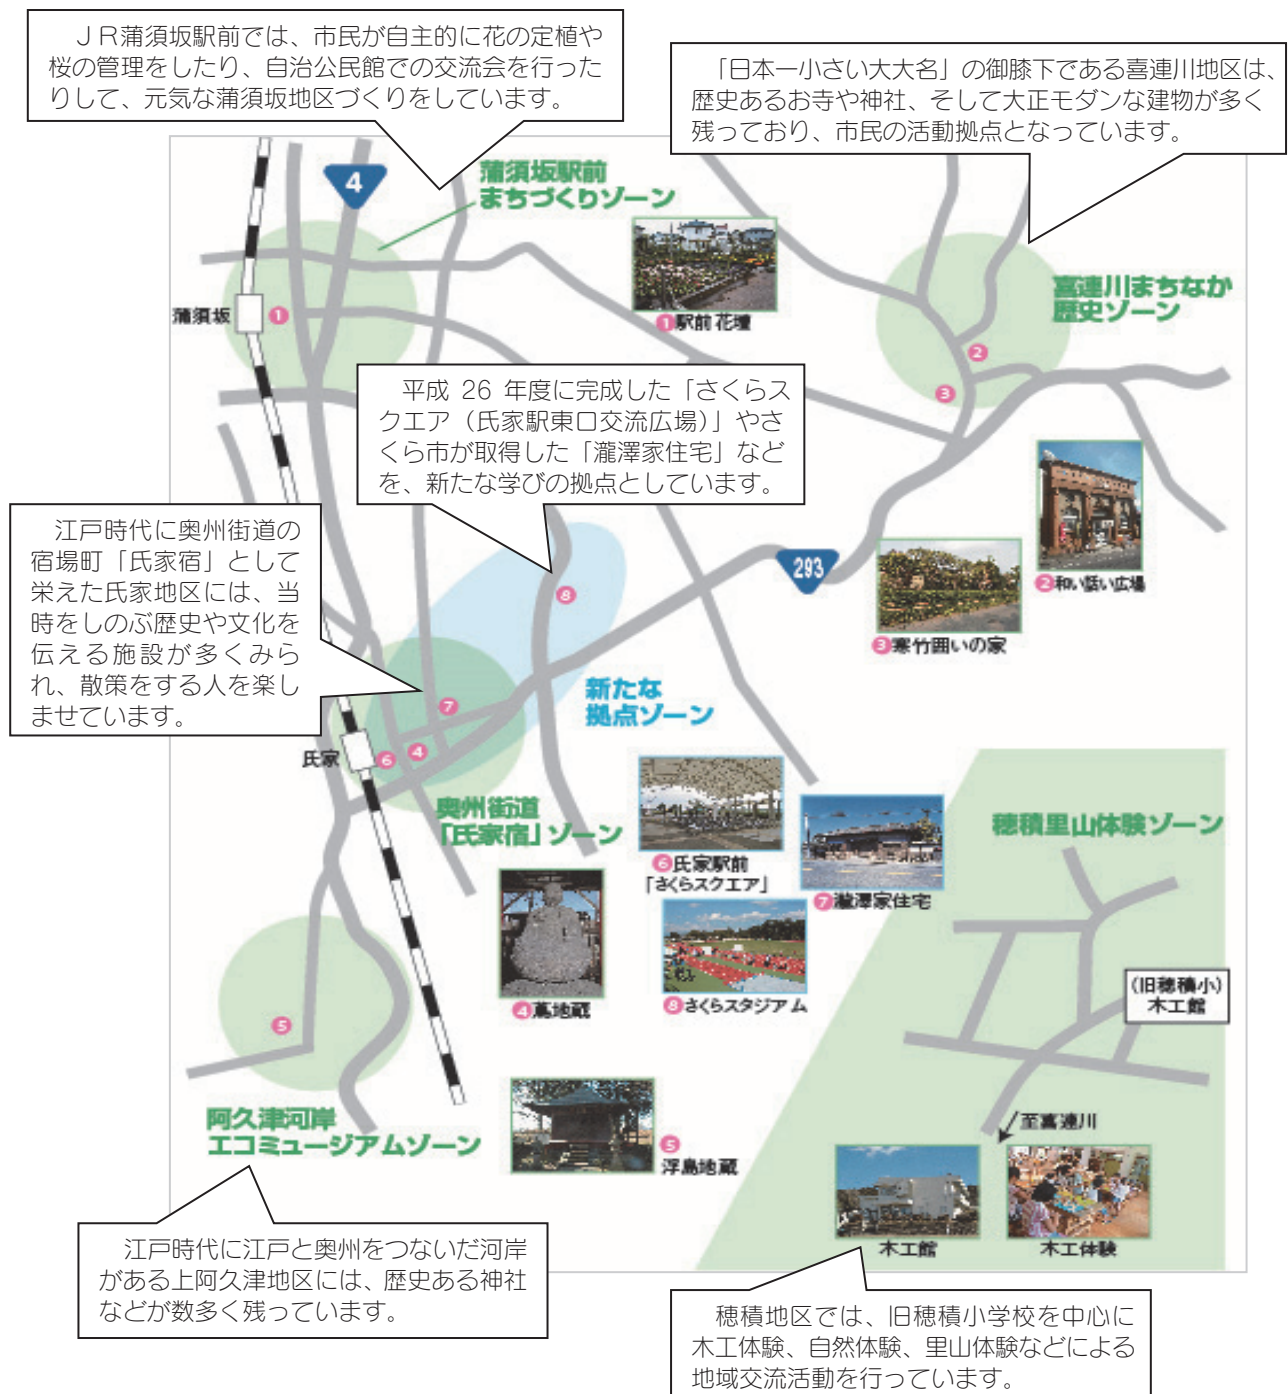 ＪＲ蒲須坂駅前では、市民が自主的に花の定植や
桜の管理をしたり、自治公民館での交流会を行った
りして、元気な蒲須坂地区づくりをしています。
「日本一小さい大大名」の御膝下である喜連川地区は、
歴史あるお寺や神社、そして大正モダンな建物が多く
残っており、市民の活動拠点となっています。
4
蒲須坂駅前
まちづくりゾーン
蒲須坂
1
1駅前花壇
喜連川まちなか
歴史ゾーン
2
3
平成 26 年度に完成した「さくらス
クエア（氏家駅東口交流広場）」やさ
くら市が取得した「瀧澤家住宅」など
を、新たな学びの拠点としています。
江戸時代に奥州街道の
宿場町「氏家宿」として
栄えた氏家地区には、当
時をしのぶ歴史や文化を
伝える施設が多くみら
れ、散策をする人を楽し
ませています。
293
8
2和い話い広場
3寒竹囲いの家
新たな
拠点ゾーン
7
氏家
6
4
奥州街道
「氏家宿」ゾーン
6氏家駅前
「さくらスクエア」
7瀧澤家住宅
穂積里山体験ゾーン
4蔦地蔵
8さくらスタジアム
（旧穂積小）
木工館
5
阿久津河岸
エコミュージアムゾーン
5
浮島地蔵
至喜連川
木工館
木工体験
江戸時代に江戸と奥州をつないだ河岸
がある上阿久津地区には、歴史ある神社
などが数多く残っています。
穂積地区では、旧穂積小学校を中心に
木工体験、自然体験、里山体験などによる
地域交流活動を行っています。